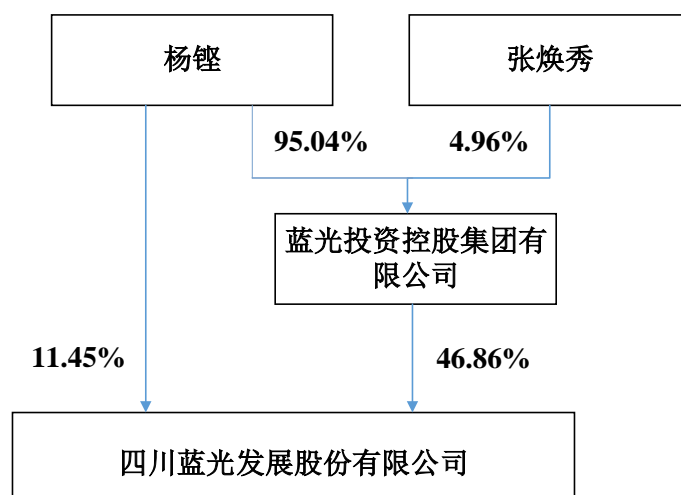 杨铿
张焕秀
95.04%
4.96%
蓝光投资控股集团有
限公司
11.45%
46.86%
四川蓝光发展股份有限公司